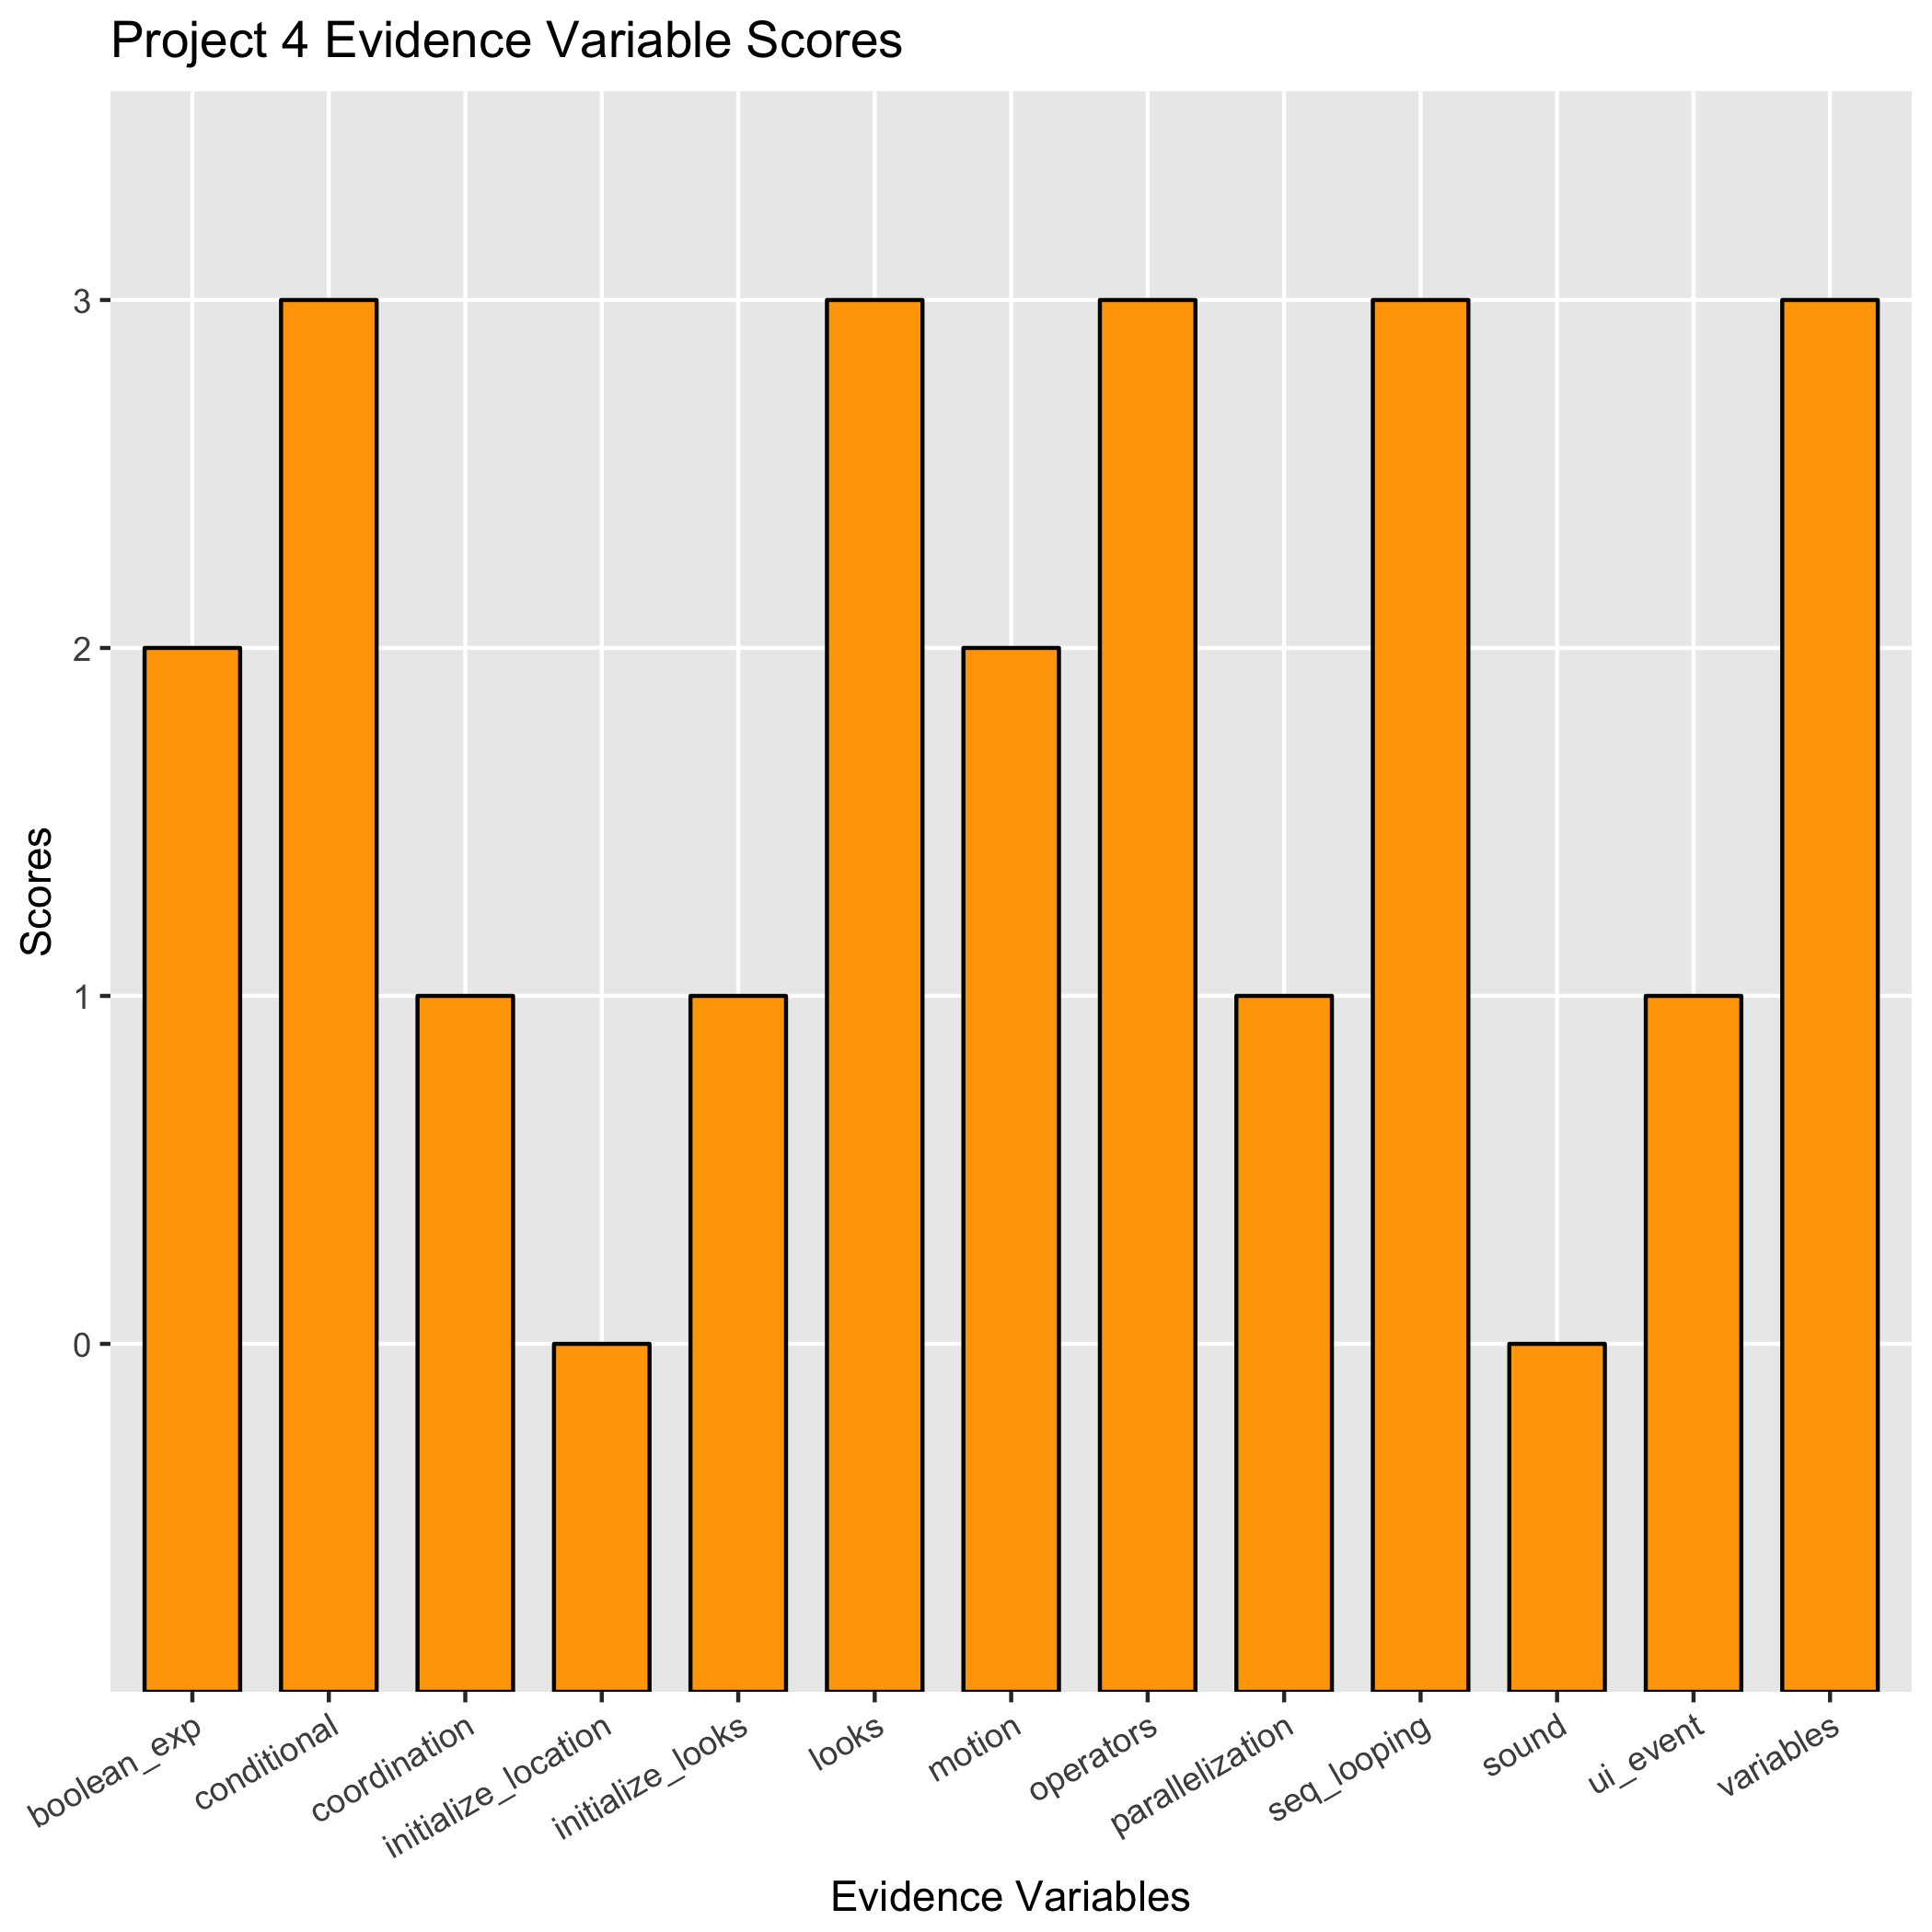 Project 4 Evidence Variable Scores
Scores
3
2
1
0
boolean_exp
conditional
coordination
initialize_location
initialize_looks
looks
motion
operators
parallelization
seq_looping
sound
ui_event
variables
Evidence Variables